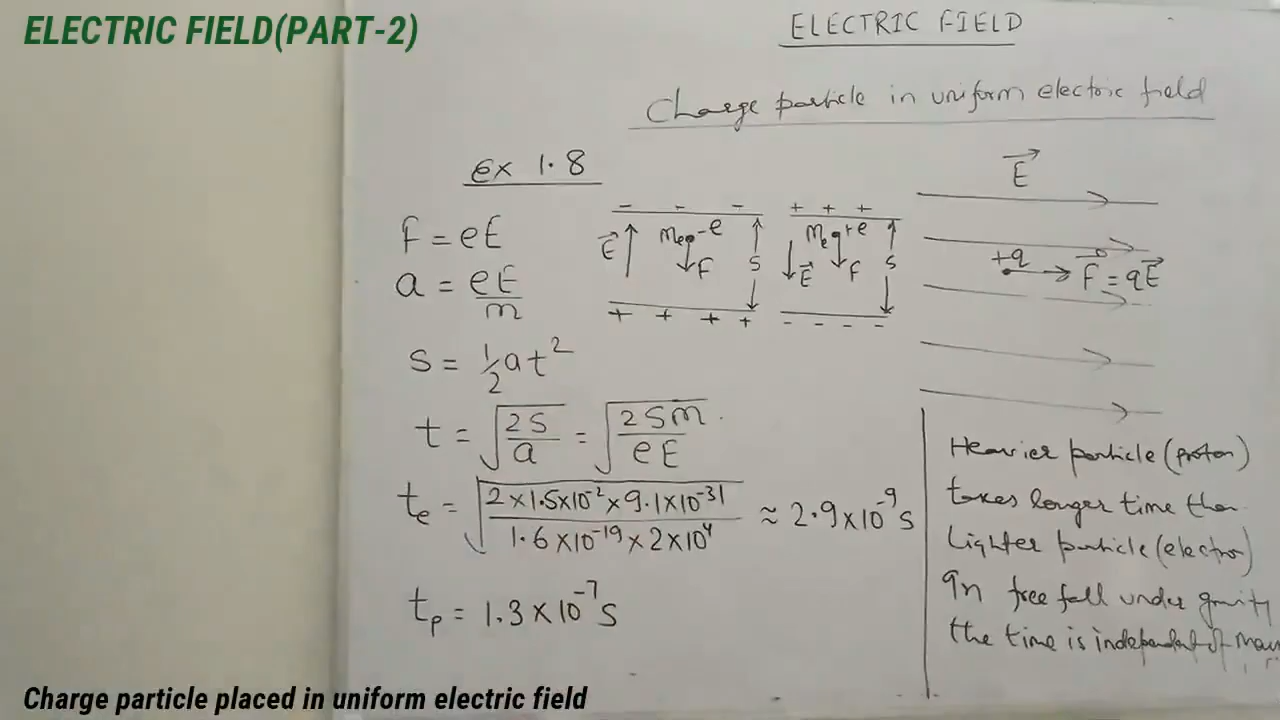 ELECTRIC FIELD(PART-2)
ELECTRIC FIELD
Charge particle in uniform electric field
ex 1.8
F = eE
a = eE/m
S = 1/2 at²
t = √(2S/a) = √(2Sm/eE)
te = √(2×1.5×10⁻²×9.1×10⁻³¹ / 1.6×10⁻¹⁹×2×10⁴) ≈ 2.9×10⁻⁹ s
tp = 1.3×10⁻⁷ s
- - -
E⃗ -e F S
+ + + +
+ + +
+e E⃗ F S
- - - -
E⃗
+q F⃗ = qE⃗
Heavier particle (proton)
takes longer time than
Lighter particle (electron)
In free fall under gravity
the time is independent of mass
Charge particle placed in uniform electric field